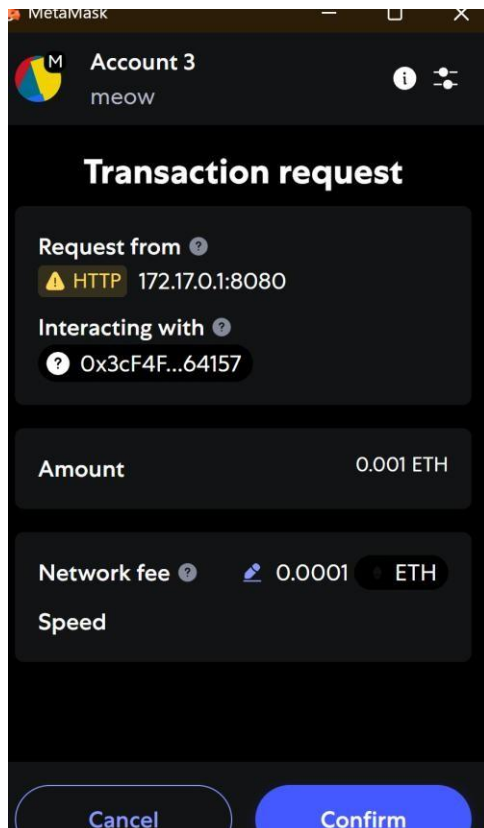 MetaMask
M
Account 3
meow
Transaction request
Request from
HTTP 172.17.0.1:8080
Interacting with
0x3cF4F...64157
Amount 0.001 ETH
Network fee 0.0001 ETH
Speed
Cancel Confirm